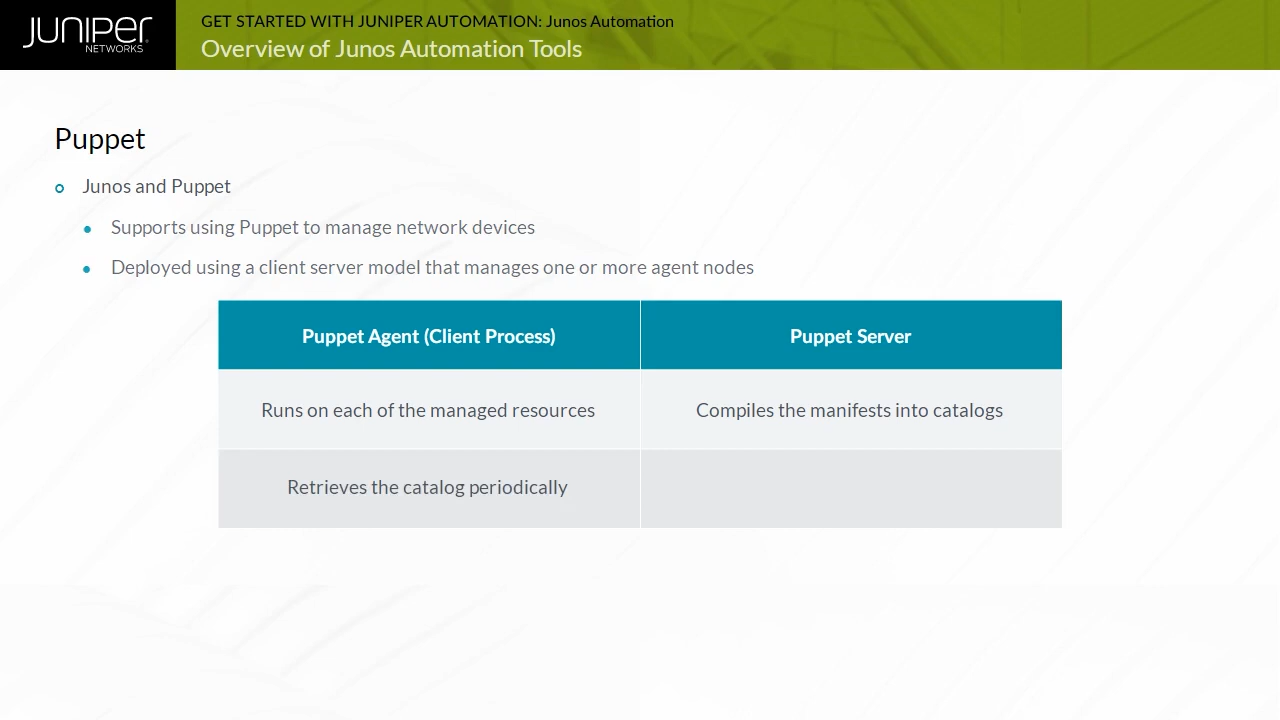 JUNIPER
NETWORKS
GET STARTED WITH JUNIPER AUTOMATION: Junos Automation
Overview of Junos Automation Tools
Puppet
Junos and Puppet
Supports using Puppet to manage network devices
Deployed using a client server model that manages one or more agent nodes
Puppet Agent (Client Process)
Puppet Server
Runs on each of the managed resources
Compiles the manifests into catalogs
Retrieves the catalog periodically